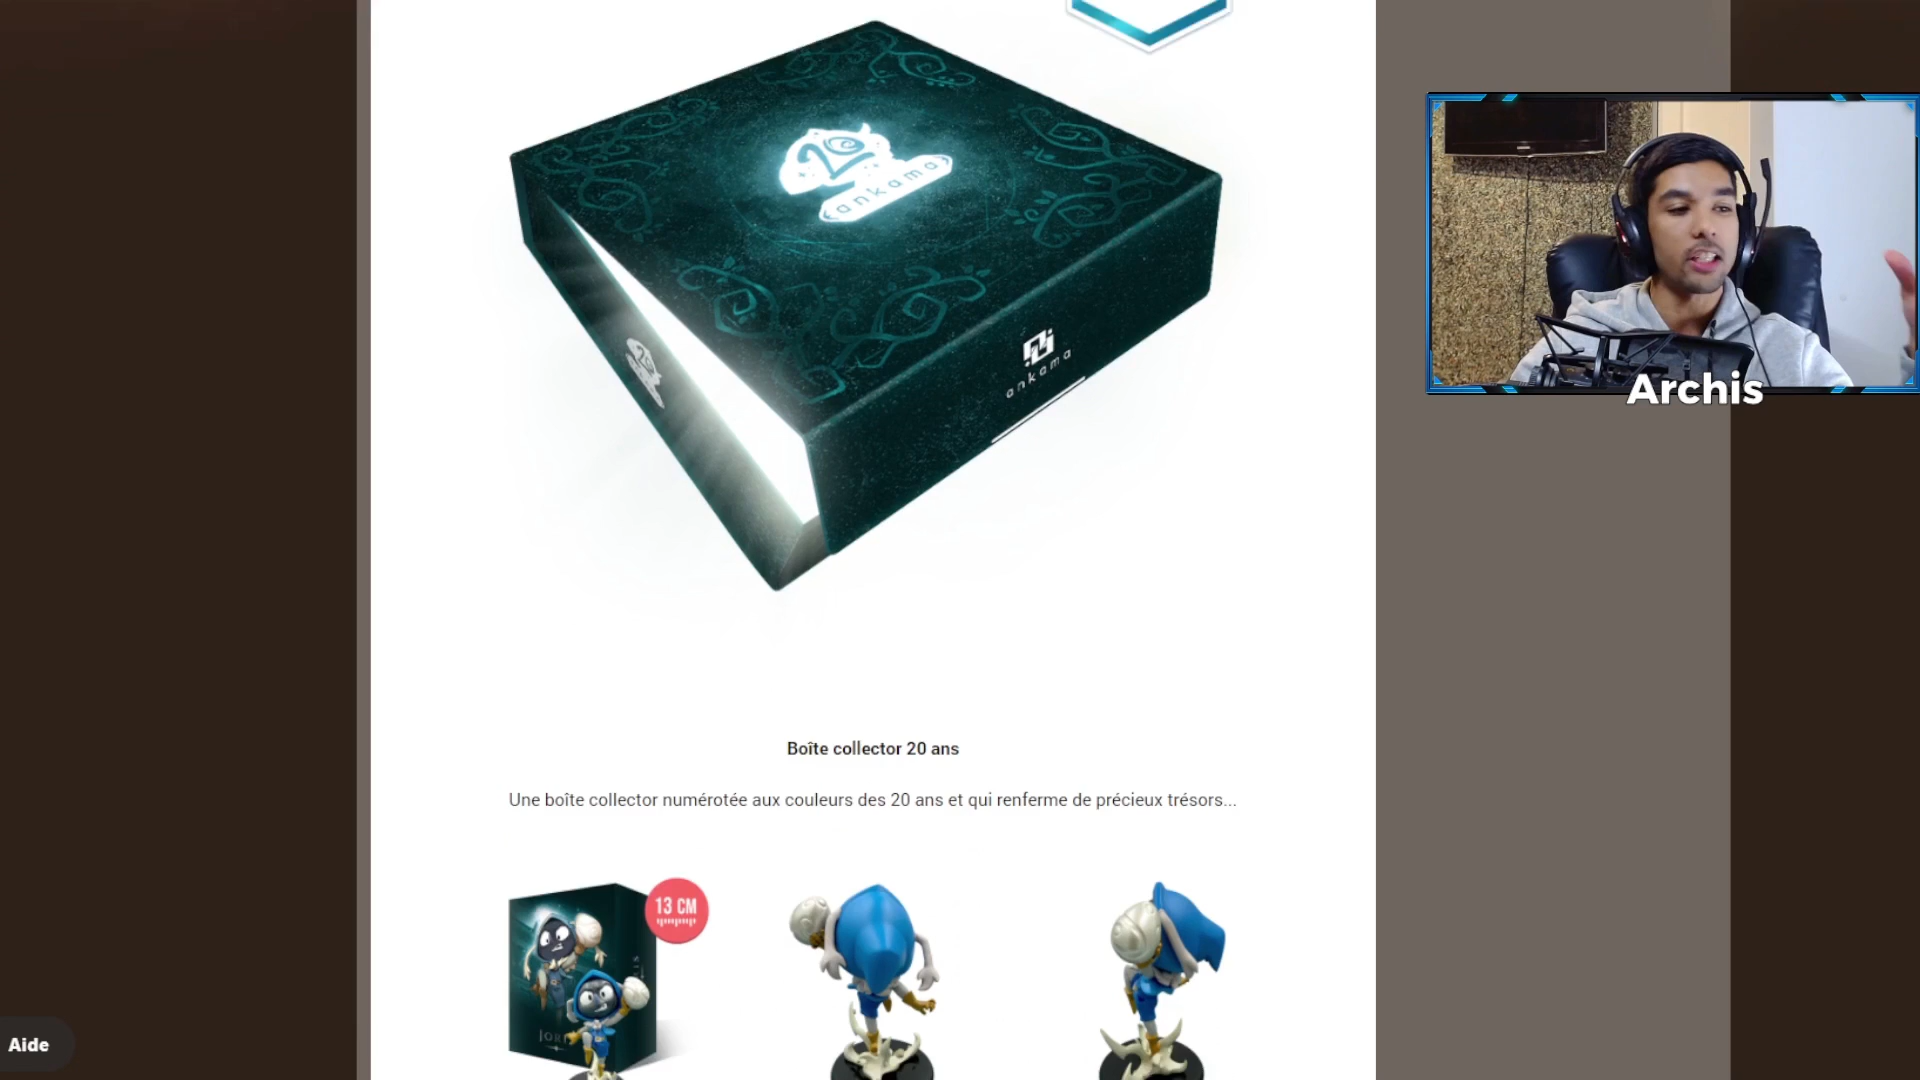 20
ankama
20
ankama
Archis
Boîte collector 20 ans
Une boîte collector numérotée aux couleurs des 20 ans et qui renferme de précieux trésors...
13 CM
Aide